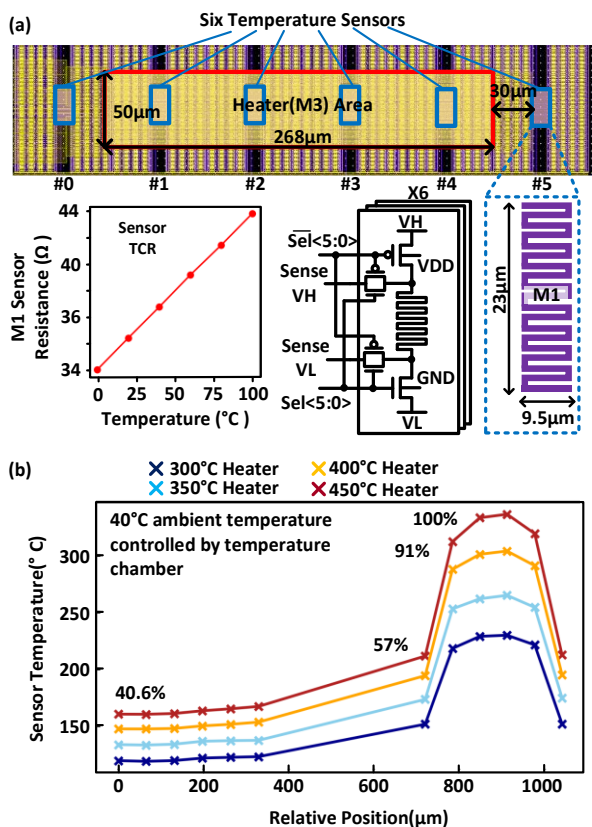 (a)
Six Temperature Sensors
50μm
Heater(M3) Area
30μm
268μm
#0 #1 #2 #3 #4 #5
44
42
39
36
34
0 20 40 60 80 100
M1 Sensor
Resistance (Ω)
Sensor
TCR
Temperature (°C)
X6
VH
Sel<5:0>
VDD
Sense
VH
Sense
VL
GND
Sel<5:0>
VL
23μm
M1
9.5μm
(b)
300°C Heater
400°C Heater
350°C Heater
450°C Heater
40°C ambient temperature
controlled by temperature
chamber
100%
91%
57%
40.6%
300
250
200
150
Sensor Temperature(° C)
0 200 400 600 800 1000
Relative Position(μm)